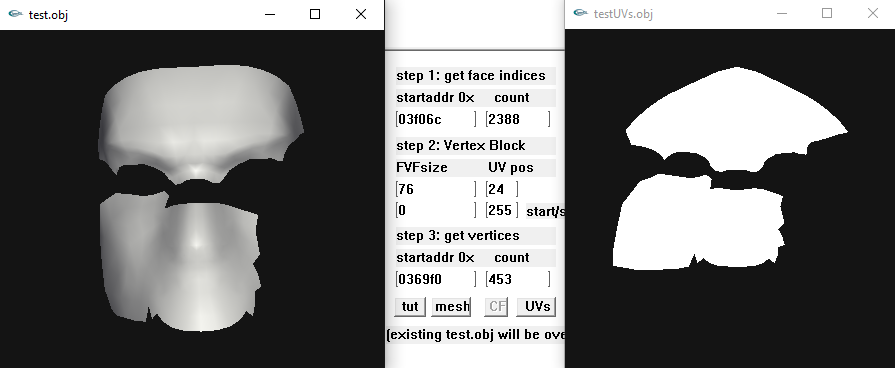 test.obj
testUVs.obj
step 1: get face indices
startaddr 0x count
[03f06c ] [2388 ]
step 2: Vertex Block
FVFsize UV pos
[76 ] [24 ]
[0 ] [255 ] start/s
step 3: get vertices
startaddr 0x count
[0369f0 ] [453 ]
tut mesh CF UVs
(existing test.obj will be ove